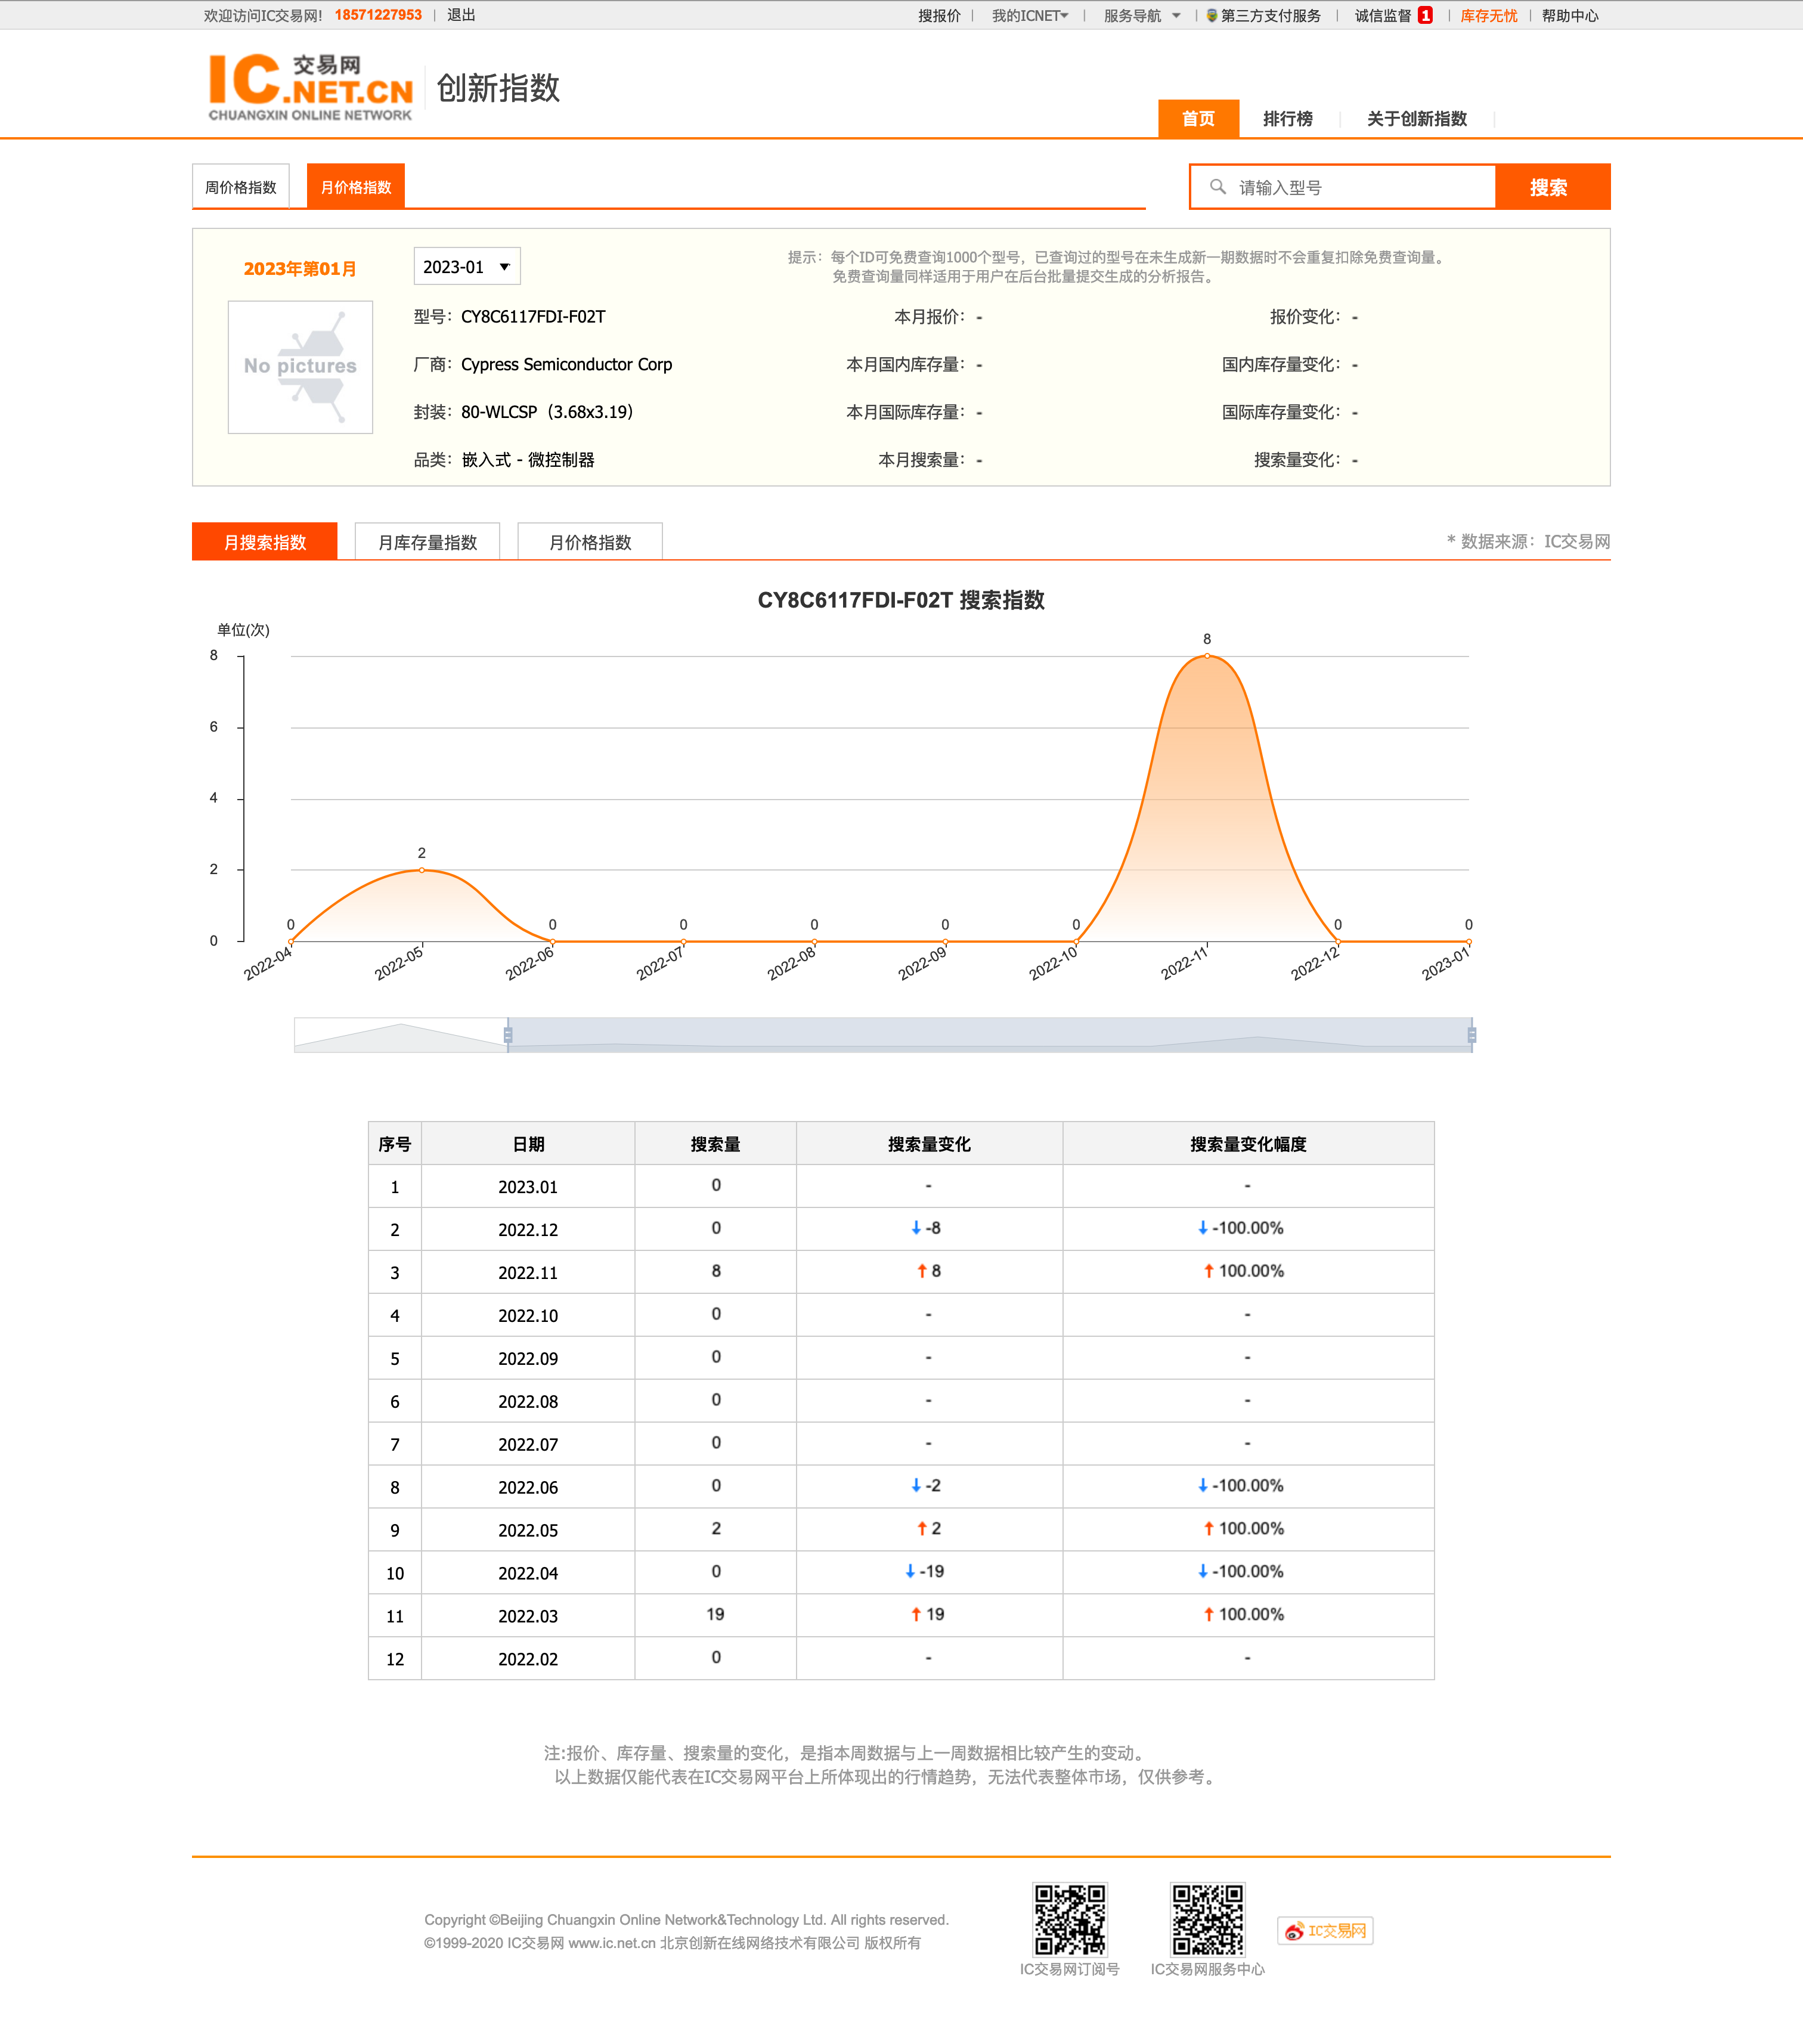 欢迎访问IC交易网! 18571227953 | 退出 搜报价 | 我的ICNET | 服务导航 | 第三方支付服务 | 诚信监督 1 | 库存无忧 | 帮助中心
IC 交易网
.NET.CN
CHUANGXIN ONLINE NETWORK
创新指数
首页 排行榜 关于创新指数
周价格指数 月价格指数 请输入型号 搜索
2023年第01月 2023-01 ▼
提示：每个ID可免费查询1000个型号，已查询过的型号在未生成新一期数据时不会重复扣除免费查询量。
免费查询量同样适用于用户在后台批量提交生成的分析报告。
No pictures
型号：CY8C6117FDI-F02T 本月报价：- 报价变化：-
厂商：Cypress Semiconductor Corp 本月国内库存量：- 国内库存量变化：-
封装：80-WLCSP（3.68x3.19） 本月国际库存量：- 国际库存量变化：-
品类：嵌入式 - 微控制器 本月搜索量：- 搜索量变化：-
月搜索指数 月库存量指数 月价格指数 * 数据来源：IC交易网
CY8C6117FDI-F02T 搜索指数
单位(次)
8
8
6
4
2
2
0
0 0 0 0 0 0 0 0
0
2022-04 2022-05 2022-06 2022-07 2022-08 2022-09 2022-10 2022-11 2022-12 2023-01
序号 日期 搜索量 搜索量变化 搜索量变化幅度
1 2023.01 0 - -
2 2022.12 0 ↓ -8 ↓ -100.00%
3 2022.11 8 ↑ 8 ↑ 100.00%
4 2022.10 0 - -
5 2022.09 0 - -
6 2022.08 0 - -
7 2022.07 0 - -
8 2022.06 0 ↓ -2 ↓ -100.00%
9 2022.05 2 ↑ 2 ↑ 100.00%
10 2022.04 0 ↓ -19 ↓ -100.00%
11 2022.03 19 ↑ 19 ↑ 100.00%
12 2022.02 0 - -
注:报价、库存量、搜索量的变化，是指本周数据与上一周数据相比较产生的变动。
以上数据仅能代表在IC交易网平台上所体现出的行情趋势，无法代表整体市场，仅供参考。
Copyright ©Beijing Chuangxin Online Network&Technology Ltd. All rights reserved.
©1999-2020 IC交易网 www.ic.net.cn 北京创新在线网络技术有限公司 版权所有
IC交易网订阅号 IC交易网服务中心
IC交易网